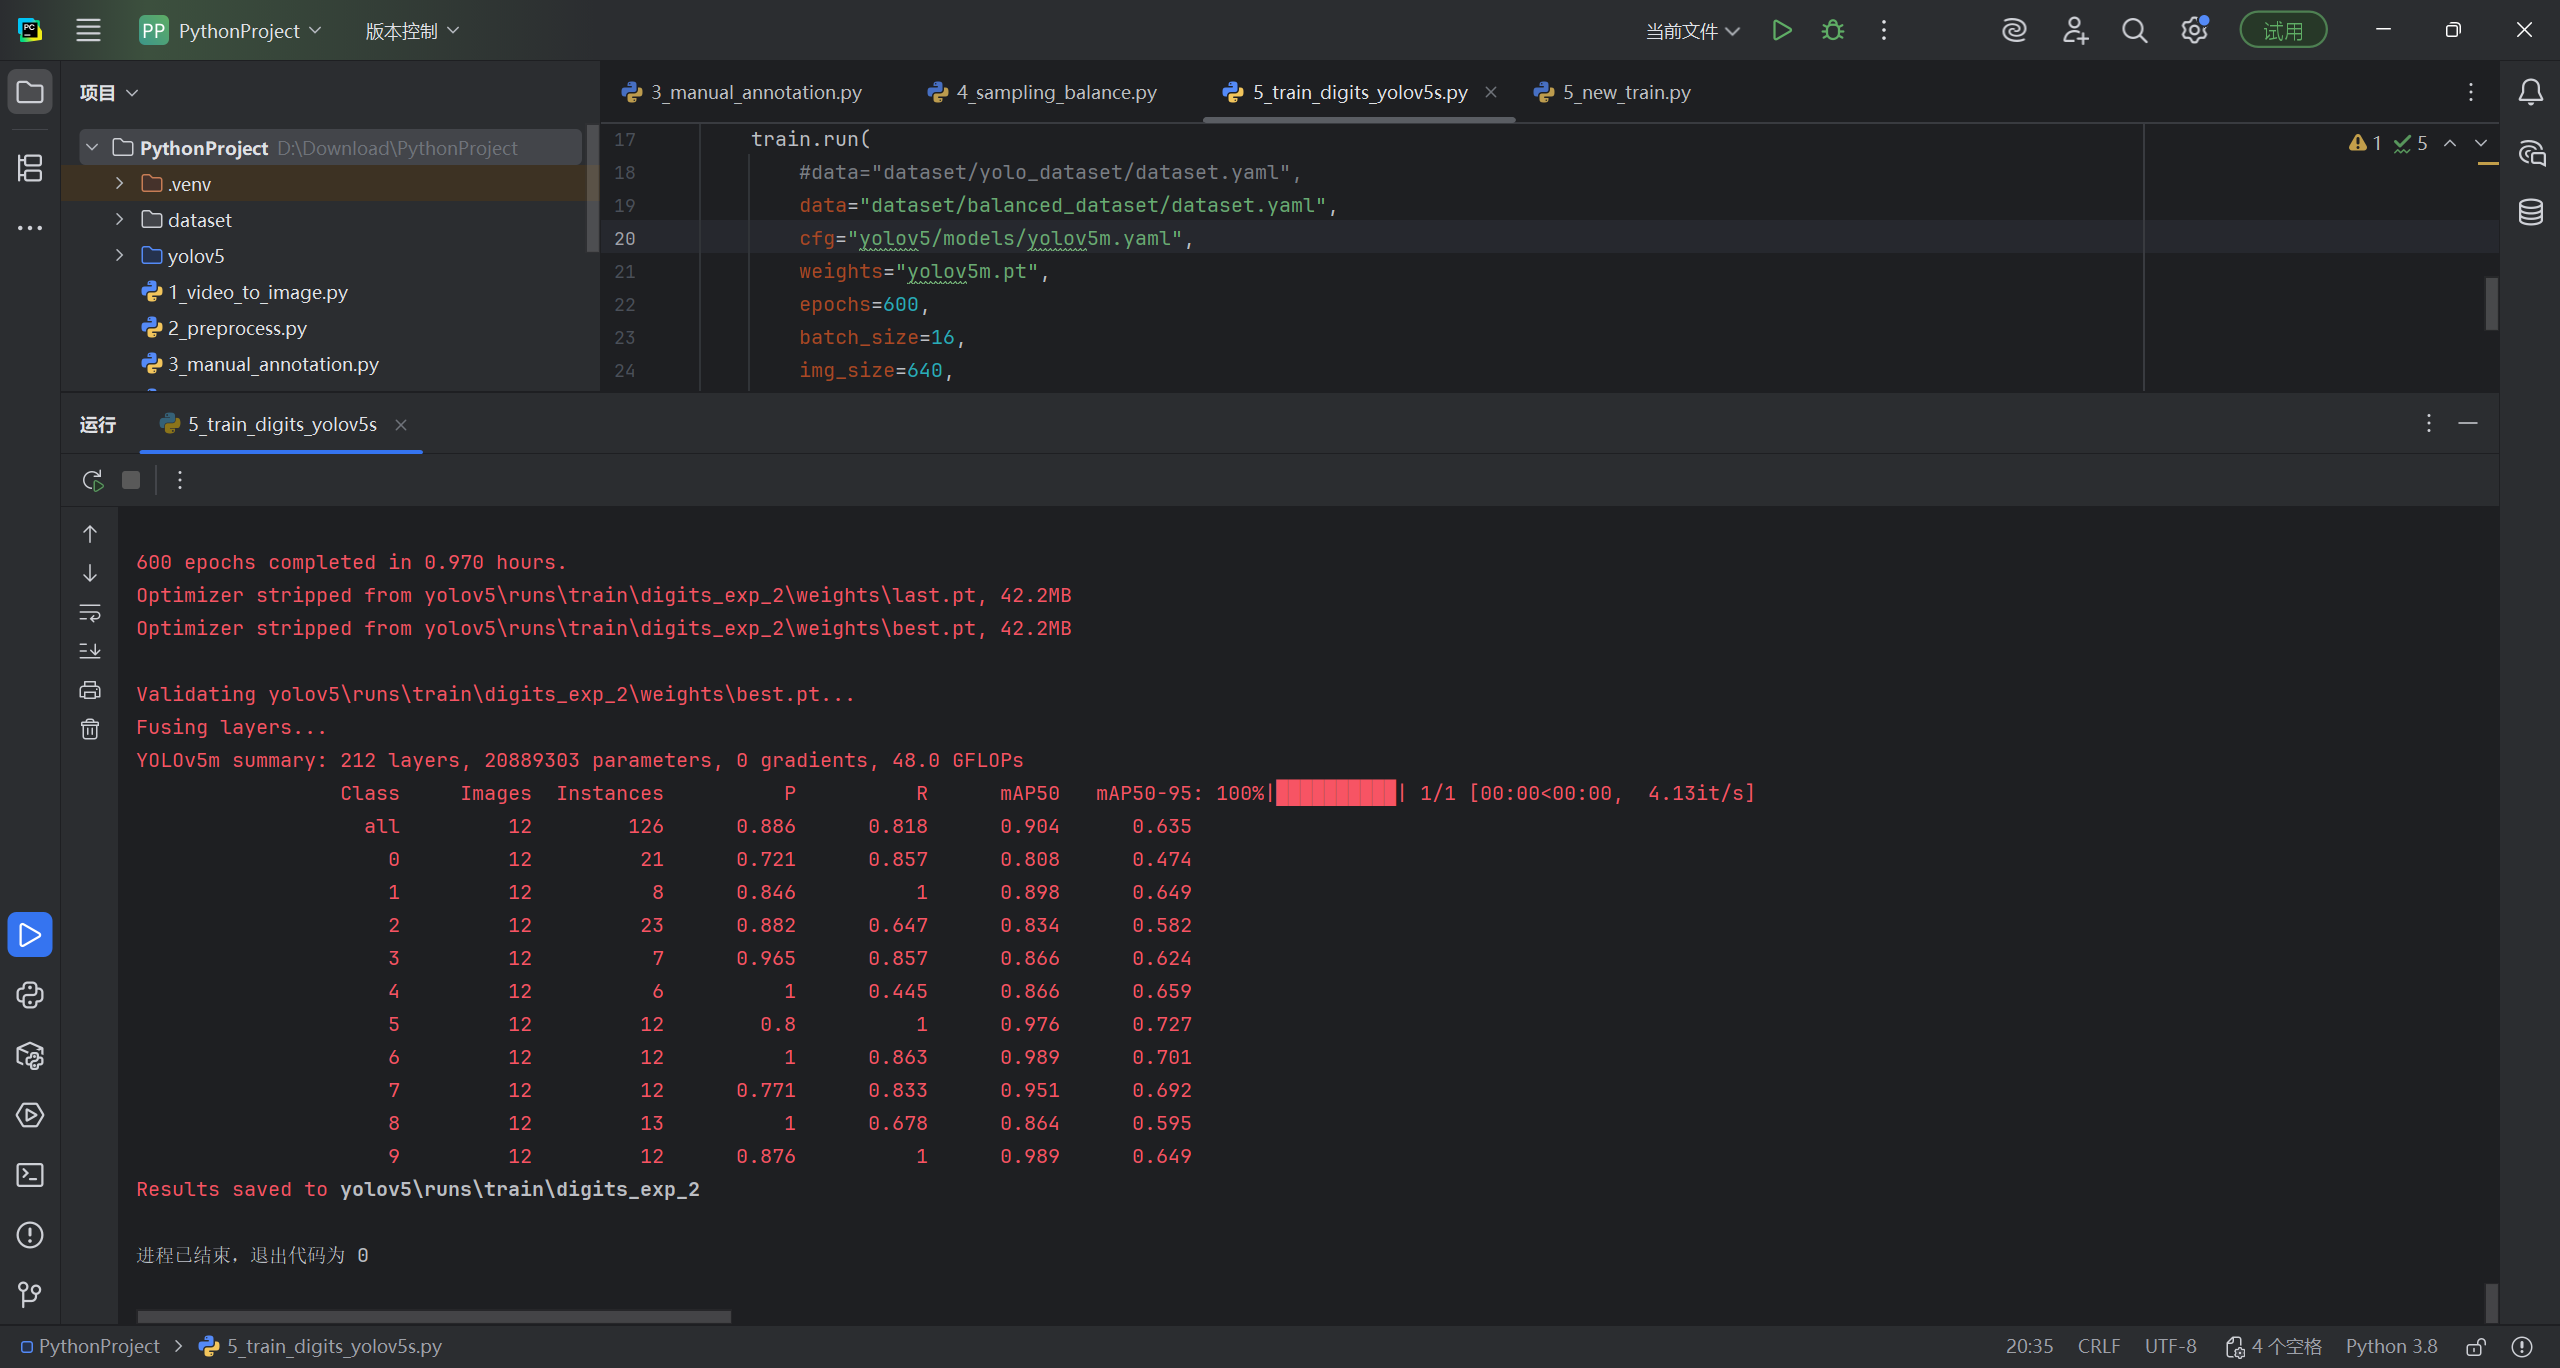 PC
PP PythonProject 版本控制 当前文件 试用
项目
PythonProject D:\Download\PythonProject
.venv
dataset
yolov5
1_video_to_image.py
2_preprocess.py
3_manual_annotation.py
3_manual_annotation.py 4_sampling_balance.py 5_train_digits_yolov5s.py 5_new_train.py
1 5
17 train.run(
18 #data="dataset/yolo_dataset/dataset.yaml",
19 data="dataset/balanced_dataset/dataset.yaml",
20 cfg="yolov5/models/yolov5m.yaml",
21 weights="yolov5m.pt",
22 epochs=600,
23 batch_size=16,
24 img_size=640,
运行 5_train_digits_yolov5s
600 epochs completed in 0.970 hours.
Optimizer stripped from yolov5\runs\train\digits_exp_2\weights\last.pt, 42.2MB
Optimizer stripped from yolov5\runs\train\digits_exp_2\weights\best.pt, 42.2MB
Validating yolov5\runs\train\digits_exp_2\weights\best.pt...
Fusing layers...
YOLOv5m summary: 212 layers, 20889303 parameters, 0 gradients, 48.0 GFLOPs
Class Images Instances P R mAP50 mAP50-95: 100%|██████████| 1/1 [00:00<00:00, 4.13it/s]
all 12 126 0.886 0.818 0.904 0.635
0 12 21 0.721 0.857 0.808 0.474
1 12 8 0.846 1 0.898 0.649
2 12 23 0.882 0.647 0.834 0.582
3 12 7 0.965 0.857 0.866 0.624
4 12 6 1 0.445 0.866 0.659
5 12 12 0.8 1 0.976 0.727
6 12 12 1 0.863 0.989 0.701
7 12 12 0.771 0.833 0.951 0.692
8 12 13 1 0.678 0.864 0.595
9 12 12 0.876 1 0.989 0.649
Results saved to yolov5\runs\train\digits_exp_2
进程已结束，退出代码为 0
PythonProject 5_train_digits_yolov5s.py 20:35 CRLF UTF-8 4 个空格 Python 3.8